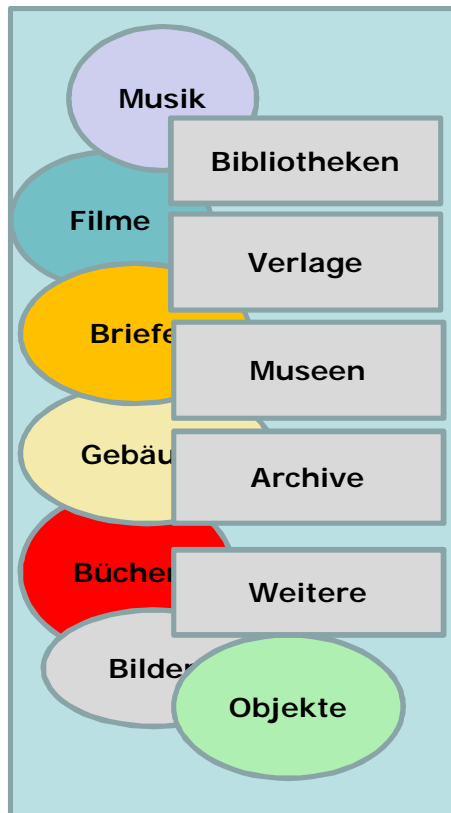 Musik
Bibliotheken
Filme
Verlage
Briefe
Museen
Gebäu
Archive
Bücher
Weitere
Bilder
Objekte